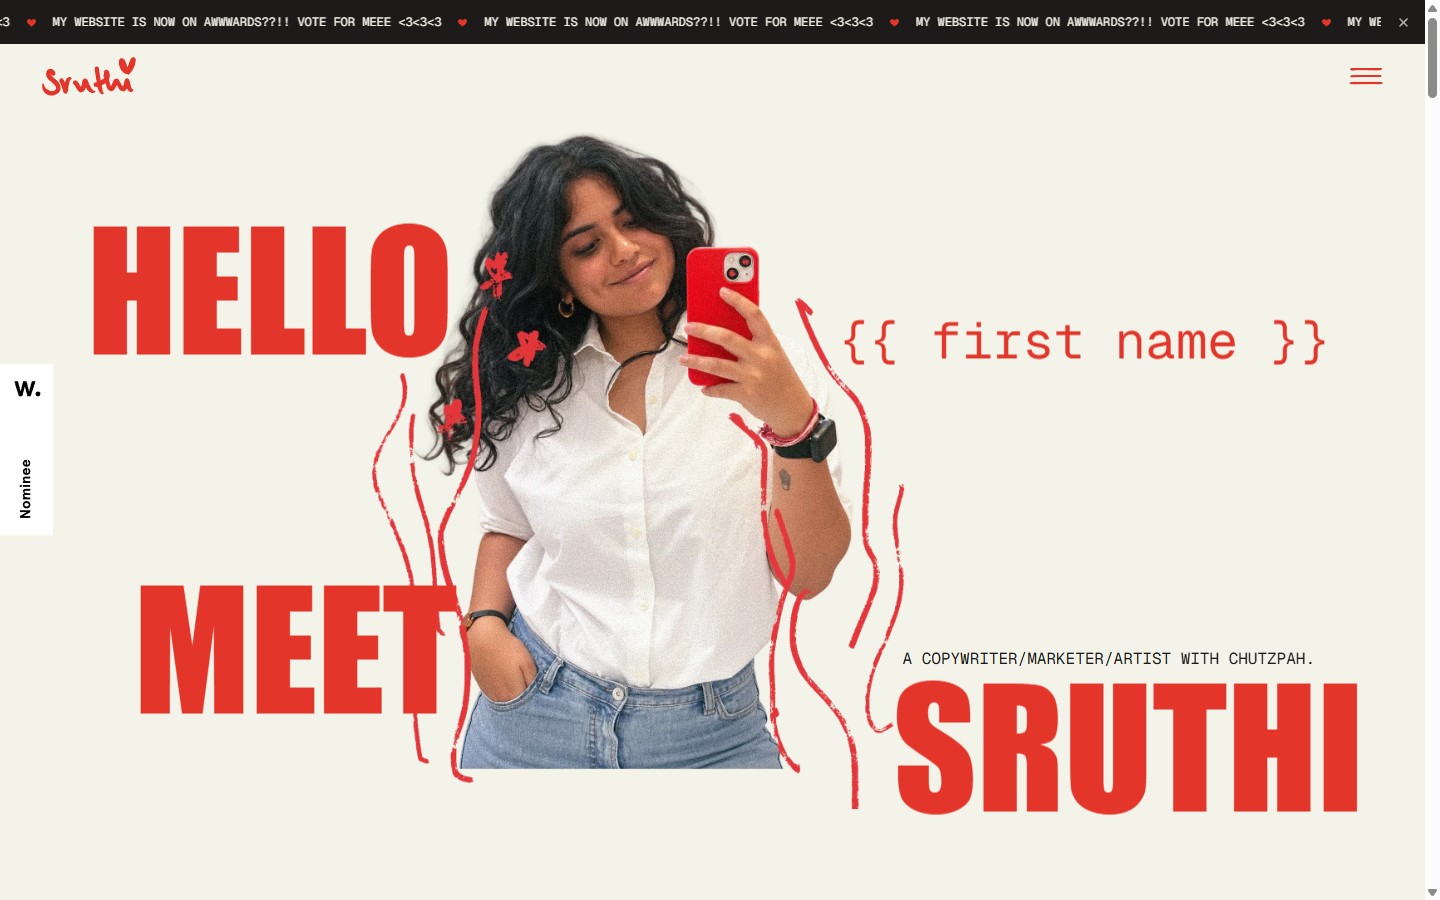 <3 ♥ MY WEBSITE IS NOW ON AWWWARDS??!! VOTE FOR MEEE <3<3<3 ♥ MY WEBSITE IS NOW ON AWWWARDS??!! VOTE FOR MEEE <3<3<3 ♥ MY WEBSITE IS NOW ON AWWWARDS??!! VOTE FOR MEEE <3<3<3 ♥ MY WE ×
Sruthi
HELLO
{{ first name }}
W.
Nominee
MEET
A COPYWRITER/MARKETER/ARTIST WITH CHUTZPAH.
SRUTHI